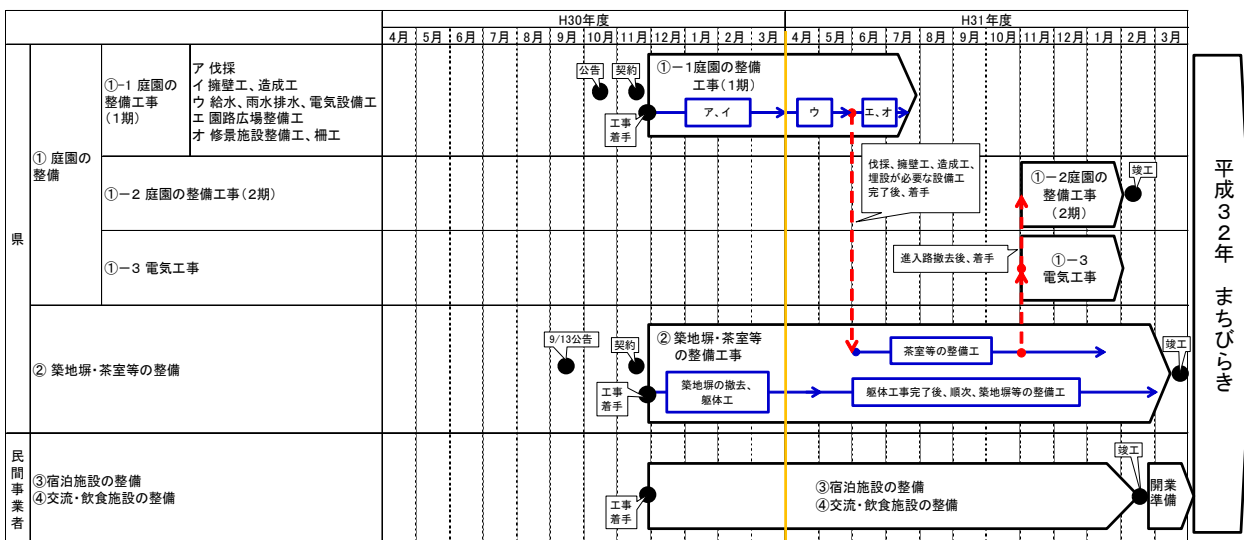 H30年度
H31年度
4月 5月 6月 7月 8月 9月 10月 11月 12月 1月 2月 3月 4月 5月 6月 7月 8月 9月 10月 11月 12月 1月 2月 3月
県
① 庭園の
整備
①-1 庭園の
整備工事
(1期)
ア 伐採
イ 擁壁工、造成工
ウ 給水、雨水排水、電気設備工
エ 園路広場整備工
オ 修景施設整備工、柵工
公告
契約
工事
着手
①-1庭園の整備
工事(1期)
ア、イ
ウ
エ、オ
伐採、擁壁工、造成工、
埋設が必要な設備工
完了後、着手
①-2 庭園の整備工事(2期)
①-2庭園の
整備工事
(2期)
竣工
①-3 電気工事
進入路撤去後、着手
①-3
電気工事
② 築地塀・茶室等の整備
9/13公告
契約
工事
着手
② 築地塀・茶室等
の整備工事
茶室等の整備工
築地塀の撤去、
躯体工
躯体工事完了後、順次、築地塀等の整備工
竣工
民間事業者
③宿泊施設の整備
④交流・飲食施設の整備
工事
着手
③宿泊施設の整備
④交流・飲食施設の整備
竣工
開業
準備
平成32年 まちびらき